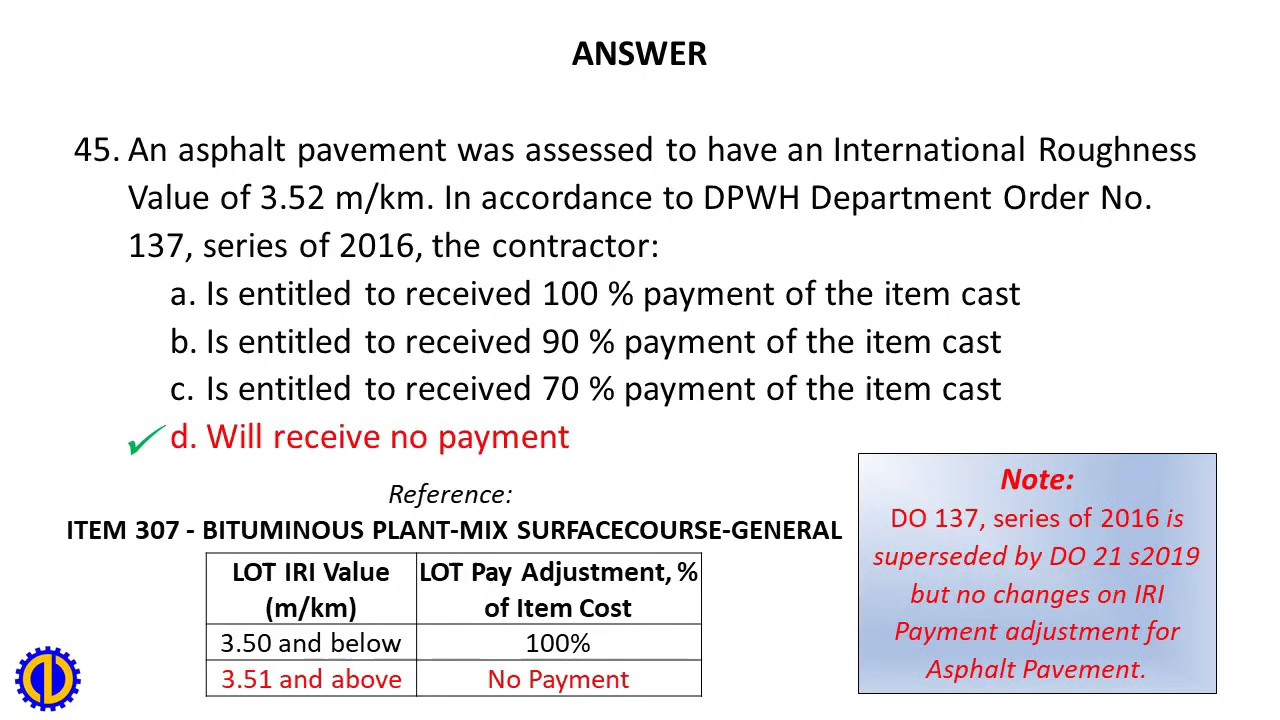 ANSWER
45. An asphalt pavement was assessed to have an International Roughness
Value of 3.52 m/km. In accordance to DPWH Department Order No.
137, series of 2016, the contractor:
a. Is entitled to received 100 % payment of the item cast
b. Is entitled to received 90 % payment of the item cast
c. Is entitled to received 70 % payment of the item cast
d. Will receive no payment
Reference:
ITEM 307 - BITUMINOUS PLANT-MIX SURFACECOURSE-GENERAL
LOT IRI Value (m/km) LOT Pay Adjustment, % of Item Cost
3.50 and below 100%
3.51 and above No Payment
Note:
DO 137, series of 2016 is
superseded by DO 21 s2019
but no changes on IRI
Payment adjustment for
Asphalt Pavement.